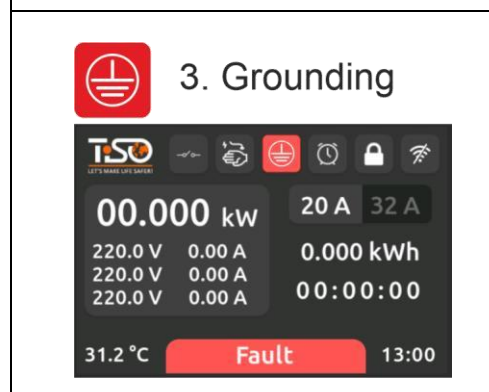 3. Grounding
TiSO
LET'S MAKE LIFE SAFER!
00.000 kW
20 A 32 A
220.0 V 0.00 A
220.0 V 0.00 A
220.0 V 0.00 A
0.000 kWh
00:00:00
31.2 °C
Fault
13:00